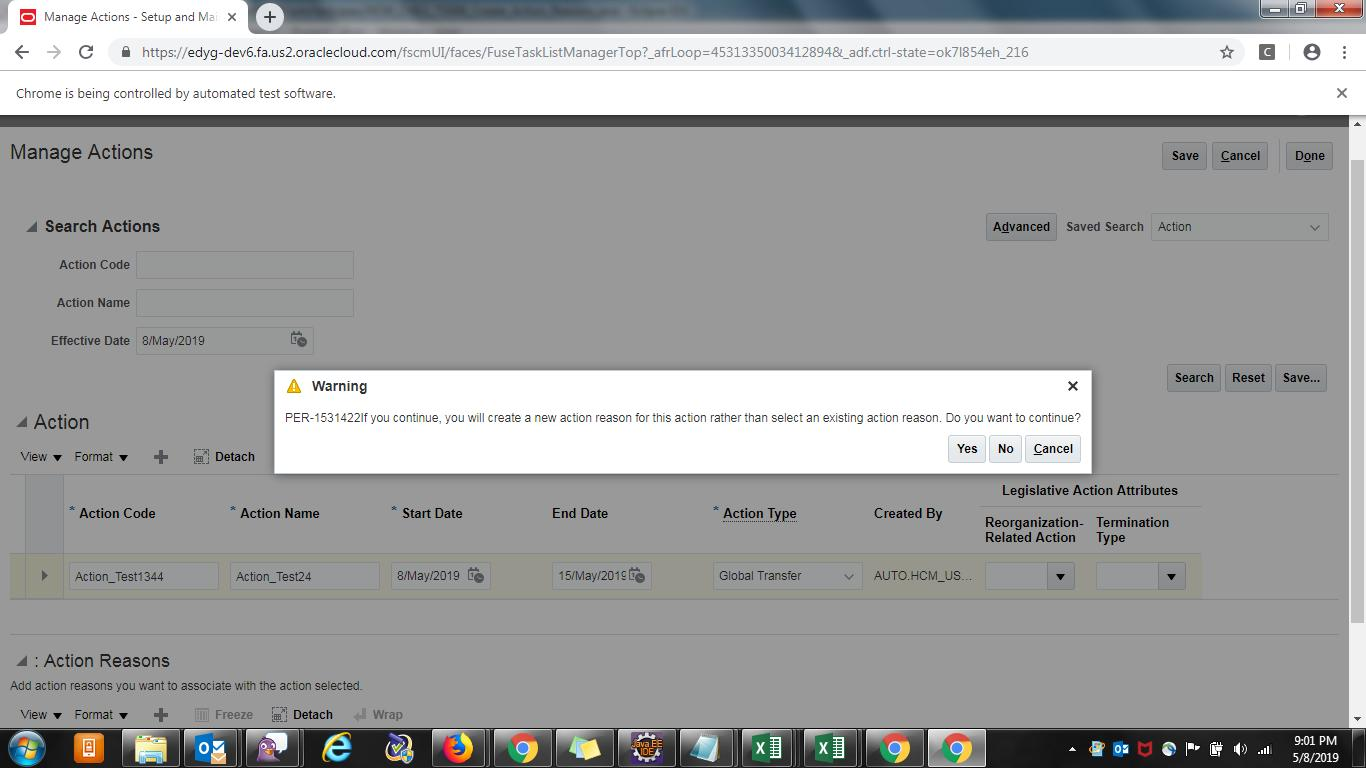 Manage Actions - Setup and Mai
https://edyg-dev6.fa.us2.oraclecloud.com/fscmUI/faces/FuseTaskListManagerTop?_afrLoop=45313350034128948&_adf.ctrl-state=ok7l854eh_216
C
Chrome is being controlled by automated test software.
Manage Actions
Save Cancel Done
Search Actions
Advanced Saved Search Action
Action Code
Action Name
Effective Date 8/May/2019
Search Reset Save...
Warning
PER-1531422If you continue, you will create a new action reason for this action rather than select an existing action reason. Do you want to continue?
Yes No Cancel
Action
View Format Detach
Legislative Action Attributes
* Action Code * Action Name * Start Date End Date * Action Type Created By Reorganization-Related Action Termination Type
Action_Test1344 Action_Test24 8/May/2019 15/May/2019 Global Transfer AUTO.HCM_US...
: Action Reasons
Add action reasons you want to associate with the action selected.
View Format Freeze Detach Wrap
Java EE
IDE
9:01 PM
5/8/2019